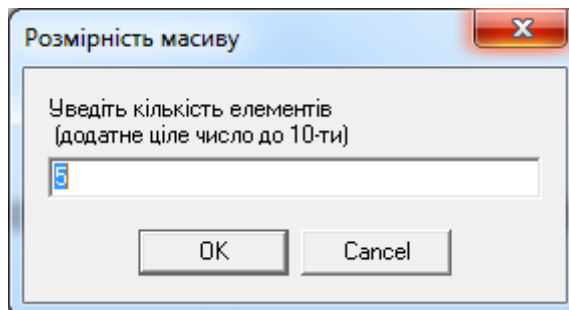 Розмірність масиву
Уведіть кількість елементів
(додатне ціле число до 10-ти)
5
OK
Cancel